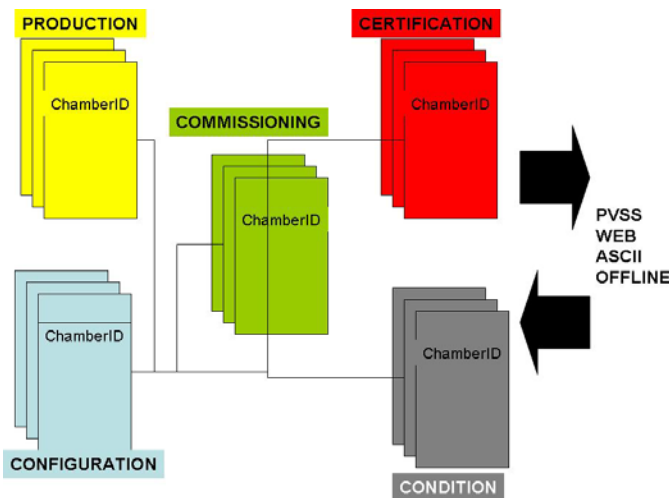 PRODUCTION
ChamberID
CERTIFICATION
ChamberID
COMMISSIONING
ChamberID
PVSS
WEB
ASCII
OFFLINE
ChamberID
CONFIGURATION
ChamberID
CONDITION